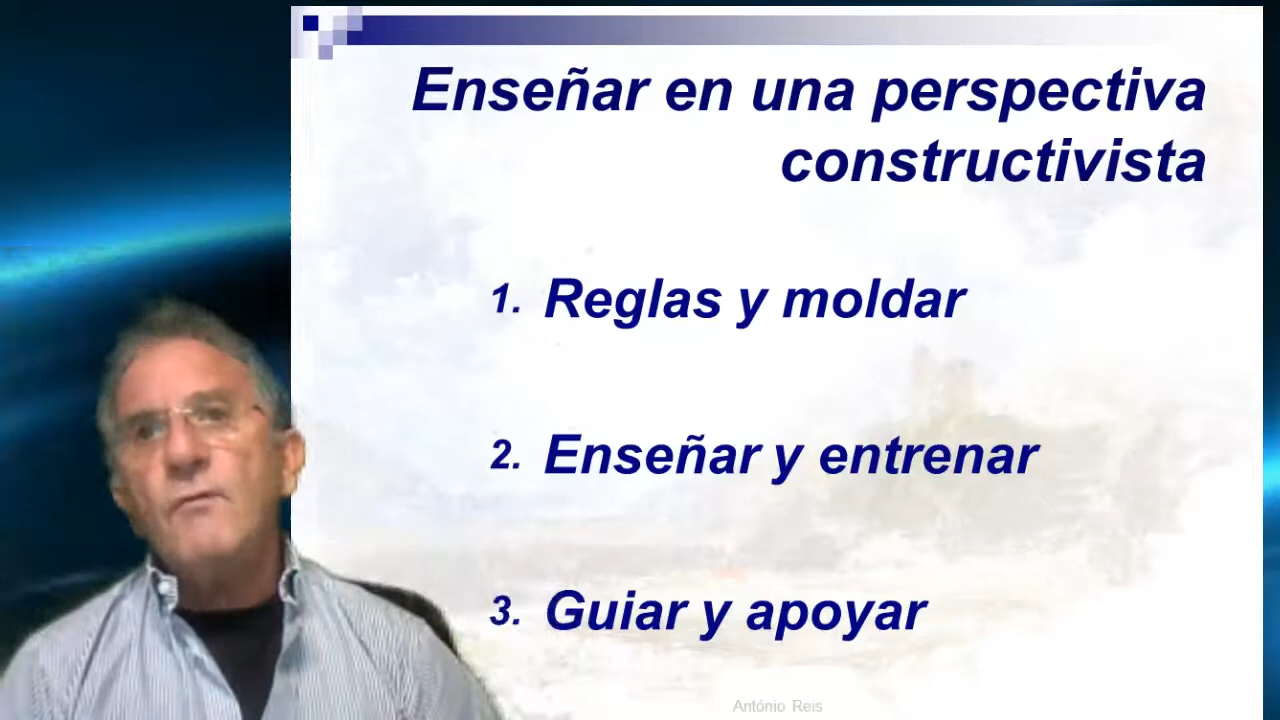 Enseñar en una perspectiva
constructivista
1. Reglas y moldar
2. Enseñar y entrenar
3. Guiar y apoyar
António Reis